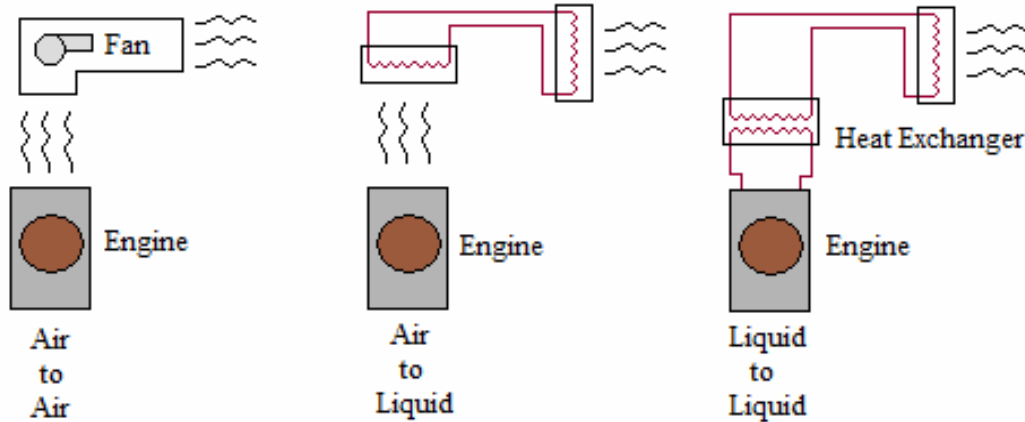 Fan
Engine
Air
to
Air
Engine
Air
to
Liquid
Heat Exchanger
Engine
Liquid
to
Liquid